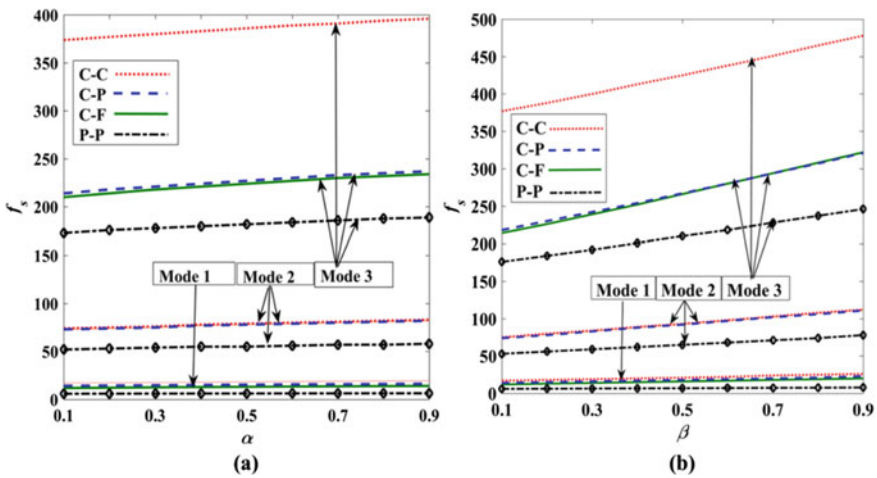 400
350
300
250
200
150
100
50
0
f_s
C-C
C-P
C-F
P-P
Mode 1
Mode 2
Mode 3
0.1
0.3
0.5
0.7
0.9
α
(a)
500
450
400
350
300
250
200
150
100
50
0
f_s
C-C
C-P
C-F
P-P
Mode 1
Mode 2
Mode 3
0.1
0.3
0.5
0.7
0.9
β
(b)